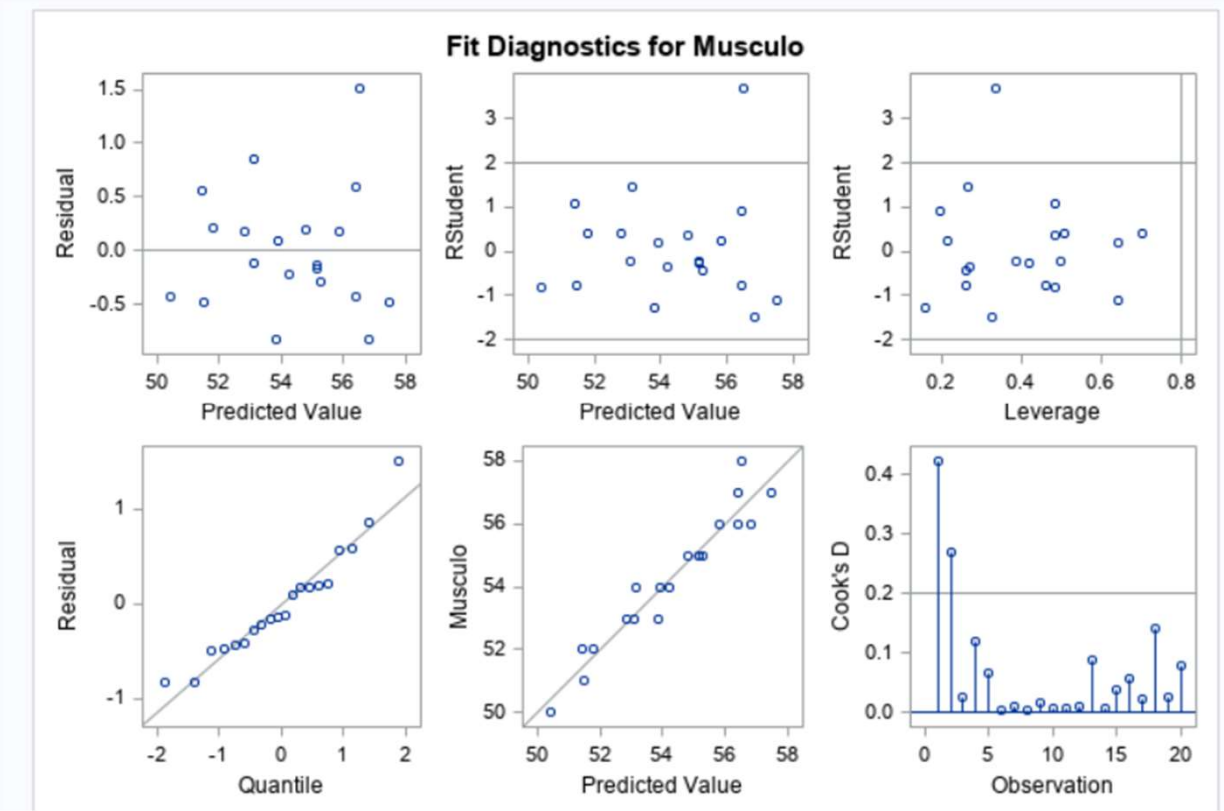 Fit Diagnostics for Musculo
Residual
1.5
1.0
0.5
0.0
-0.5
50 52 54 56 58
Predicted Value
RStudent
3
2
1
0
-1
-2
50 52 54 56 58
Predicted Value
RStudent
3
2
1
0
-1
-2
0.2 0.4 0.6 0.8
Leverage
Residual
1
0
-1
-2 -1 0 1 2
Quantile
Musculo
58
56
54
52
50
50 52 54 56 58
Predicted Value
Cook's D
0.4
0.3
0.2
0.1
0.0
0 5 10 15 20
Observation